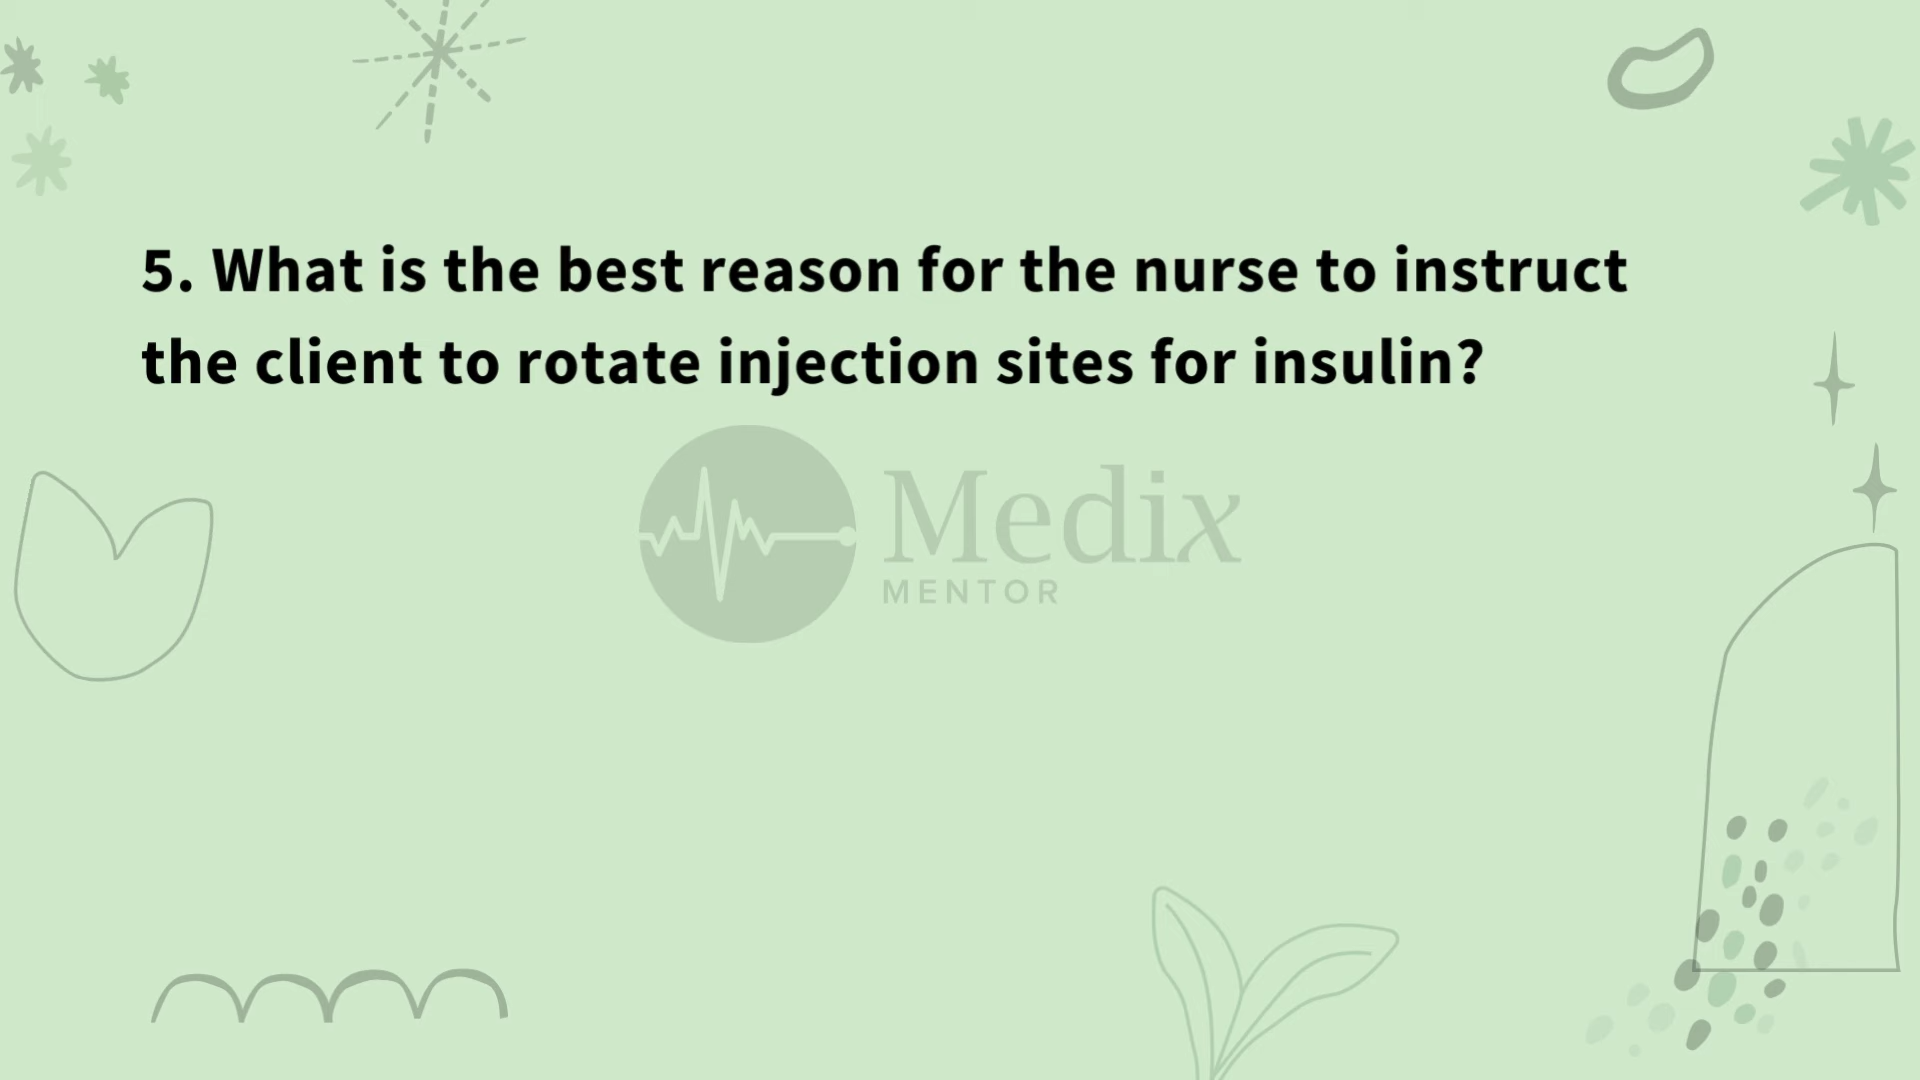 5. What is the best reason for the nurse to instruct
the client to rotate injection sites for insulin?
Medix
MENTOR